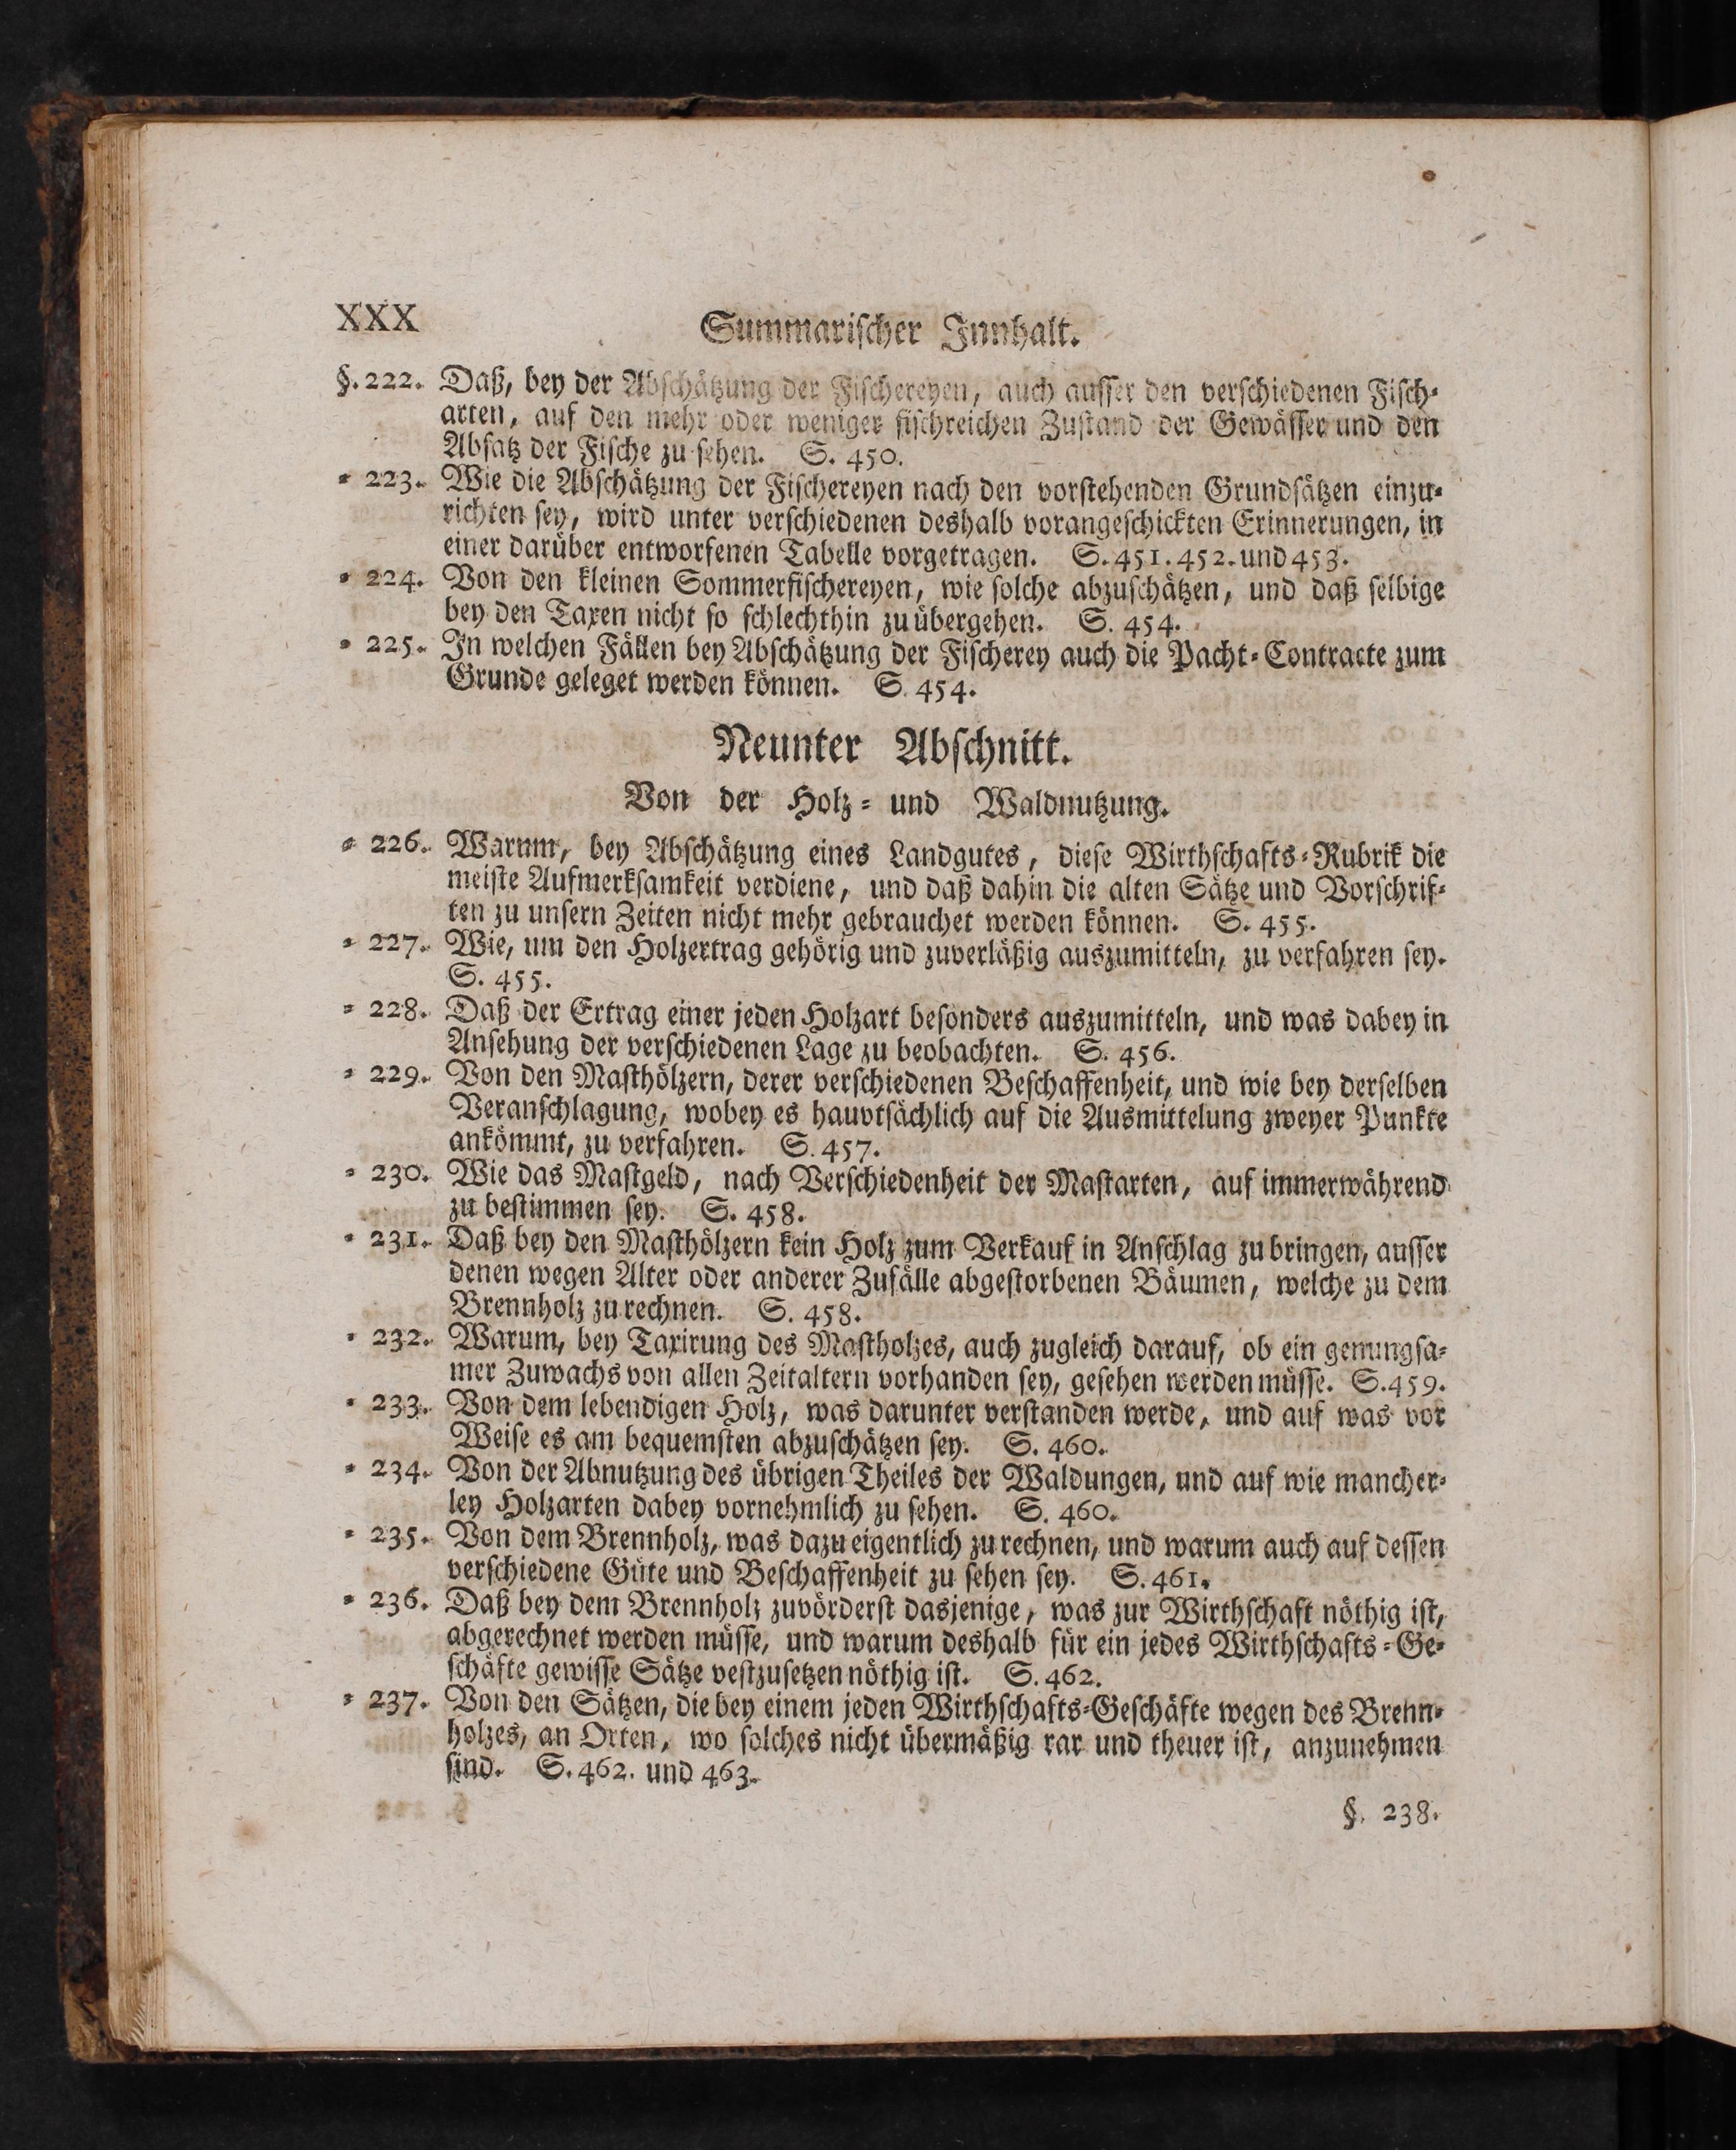 XXX
Summarischer Innhalt.
§. 222. Daß, bey der Abschätzung der Fischereyen, auch ausser den verschiedenen Fisch-
arten, auf den mehr oder weniger fischreichen Zustand der Gewässer und den
Absatz der Fische zu sehen. S. 450.
= 223. Wie die Abschätzung der Fischereyen nach den vorstehenden Grundsätzen einzu-
richten sey, wird unter verschiedenen deshalb vorangeschickten Erinnerungen, in
einer darüber entworfenen Tabelle vorgetragen. S. 451. 452. und 453.
= 224. Von den kleinen Sommerfischereyen, wie solche abzuschätzen, und daß selbige
bey den Taxen nicht so schlechthin zu übergehen. S. 454.
= 225. In welchen Fällen bey Abschätzung der Fischerey auch die Pacht-Contracte zum
Grunde geleget werden können. S. 454.
Neunter Abschnitt.
Von der Holz- und Waldnutzung.
= 226. Warum, bey Abschätzung eines Landgutes, diese Wirthschafts-Rubrik die
meiste Aufmerksamkeit verdiene, und daß dahin die alten Sätze und Vorschrif-
ten zu unsern Zeiten nicht mehr gebrauchet werden können. S. 455.
= 227. Wie, um den Holzertrag gehörig und zuverläßig auszumitteln, zu verfahren sey.
S. 455.
= 228. Daß der Ertrag einer jeden Holzart besonders auszumitteln, und was dabey in
Ansehung der verschiedenen Lage zu beobachten. S. 456.
= 229. Von den Masthölzern, derer verschiedenen Beschaffenheit, und wie bey derselben
Veranschlagung, wobey es hauptsächlich auf die Ausmittelung zweyer Punkte
ankömmt, zu verfahren. S. 457.
= 230. Wie das Mastgeld, nach Verschiedenheit der Mastarten, auf immerwährend
zu bestimmen sey. S. 458.
= 231. Daß bey den Masthölzern kein Holz zum Verkauf in Anschlag zu bringen, ausser
denen wegen Alter oder anderer Zufälle abgestorbenen Bäumen, welche zu dem
Brennholz zu rechnen. S. 458.
= 232. Warum, bey Taxirung des Mastholzes, auch zugleich darauf, ob ein genungsa-
mer Zuwachs von allen Zeitaltern vorhanden sey, gesehen werden müsse. S. 459.
= 233. Von dem lebendigen Holz, was darunter verstanden werde, und auf was vor
Weise es am bequemsten abzuschätzen sey. S. 460.
= 234. Von der Abnutzung des übrigen Theiles der Waldungen, und auf wie mancher-
ley Holzarten dabey vornehmlich zu sehen. S. 460.
= 235. Von dem Brennholz, was dazu eigentlich zu rechnen, und warum auch auf dessen
verschiedene Güte und Beschaffenheit zu sehen sey. S. 461.
= 236. Daß bey dem Brennholz zuvörderst dasjenige, was zur Wirthschaft nöthig ist,
abgerechnet werden müsse, und warum deshalb für ein jedes Wirthschafts-Ge-
schäfte gewisse Sätze vestzusetzen nöthig ist. S. 462.
= 237. Von den Sätzen, die bey einem jeden Wirthschafts-Geschäfte wegen des Brenn-
holzes, an Orten, wo solches nicht übermäßig rar und theuer ist, anzunehmen
sind. S. 462. und 463.
§. 238.